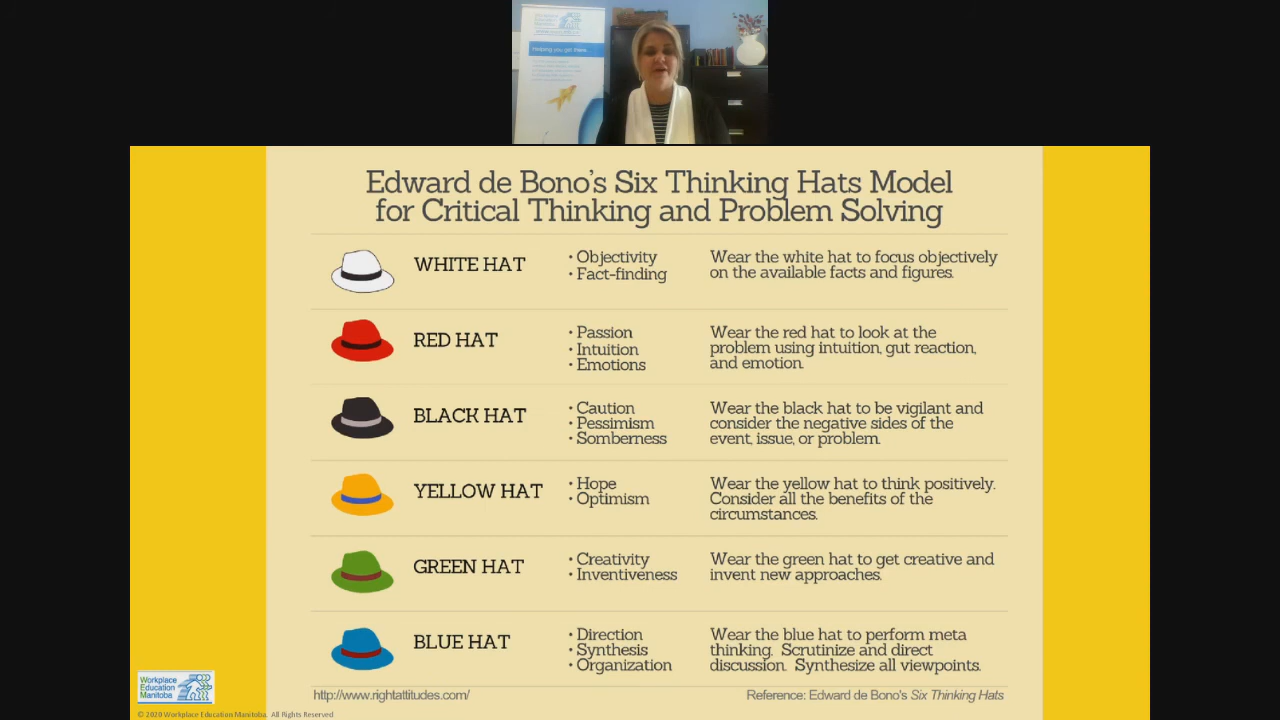 Workplace
Education
Manitoba
Helping you get there...
Edward de Bono's Six Thinking Hats Model
for Critical Thinking and Problem Solving
WHITE HAT
• Objectivity
• Fact-finding
Wear the white hat to focus objectively
on the available facts and figures.
RED HAT
• Passion
• Intuition
• Emotions
Wear the red hat to look at the
problem using intuition, gut reaction,
and emotion.
BLACK HAT
• Caution
• Pessimism
• Somberness
Wear the black hat to be vigilant and
consider the negative sides of the
event, issue, or problem.
YELLOW HAT
• Hope
• Optimism
Wear the yellow hat to think positively.
Consider all the benefits of the
circumstances.
GREEN HAT
• Creativity
• Inventiveness
Wear the green hat to get creative and
invent new approaches.
BLUE HAT
• Direction
• Synthesis
• Organization
Wear the blue hat to perform meta
thinking. Scrutinize and direct
discussion. Synthesize all viewpoints.
http://www.rightattitudes.com/
Reference: Edward de Bono's Six Thinking Hats
Workplace
Education
Manitoba
© 2020 Workplace Education Manitoba. All Rights Reserved